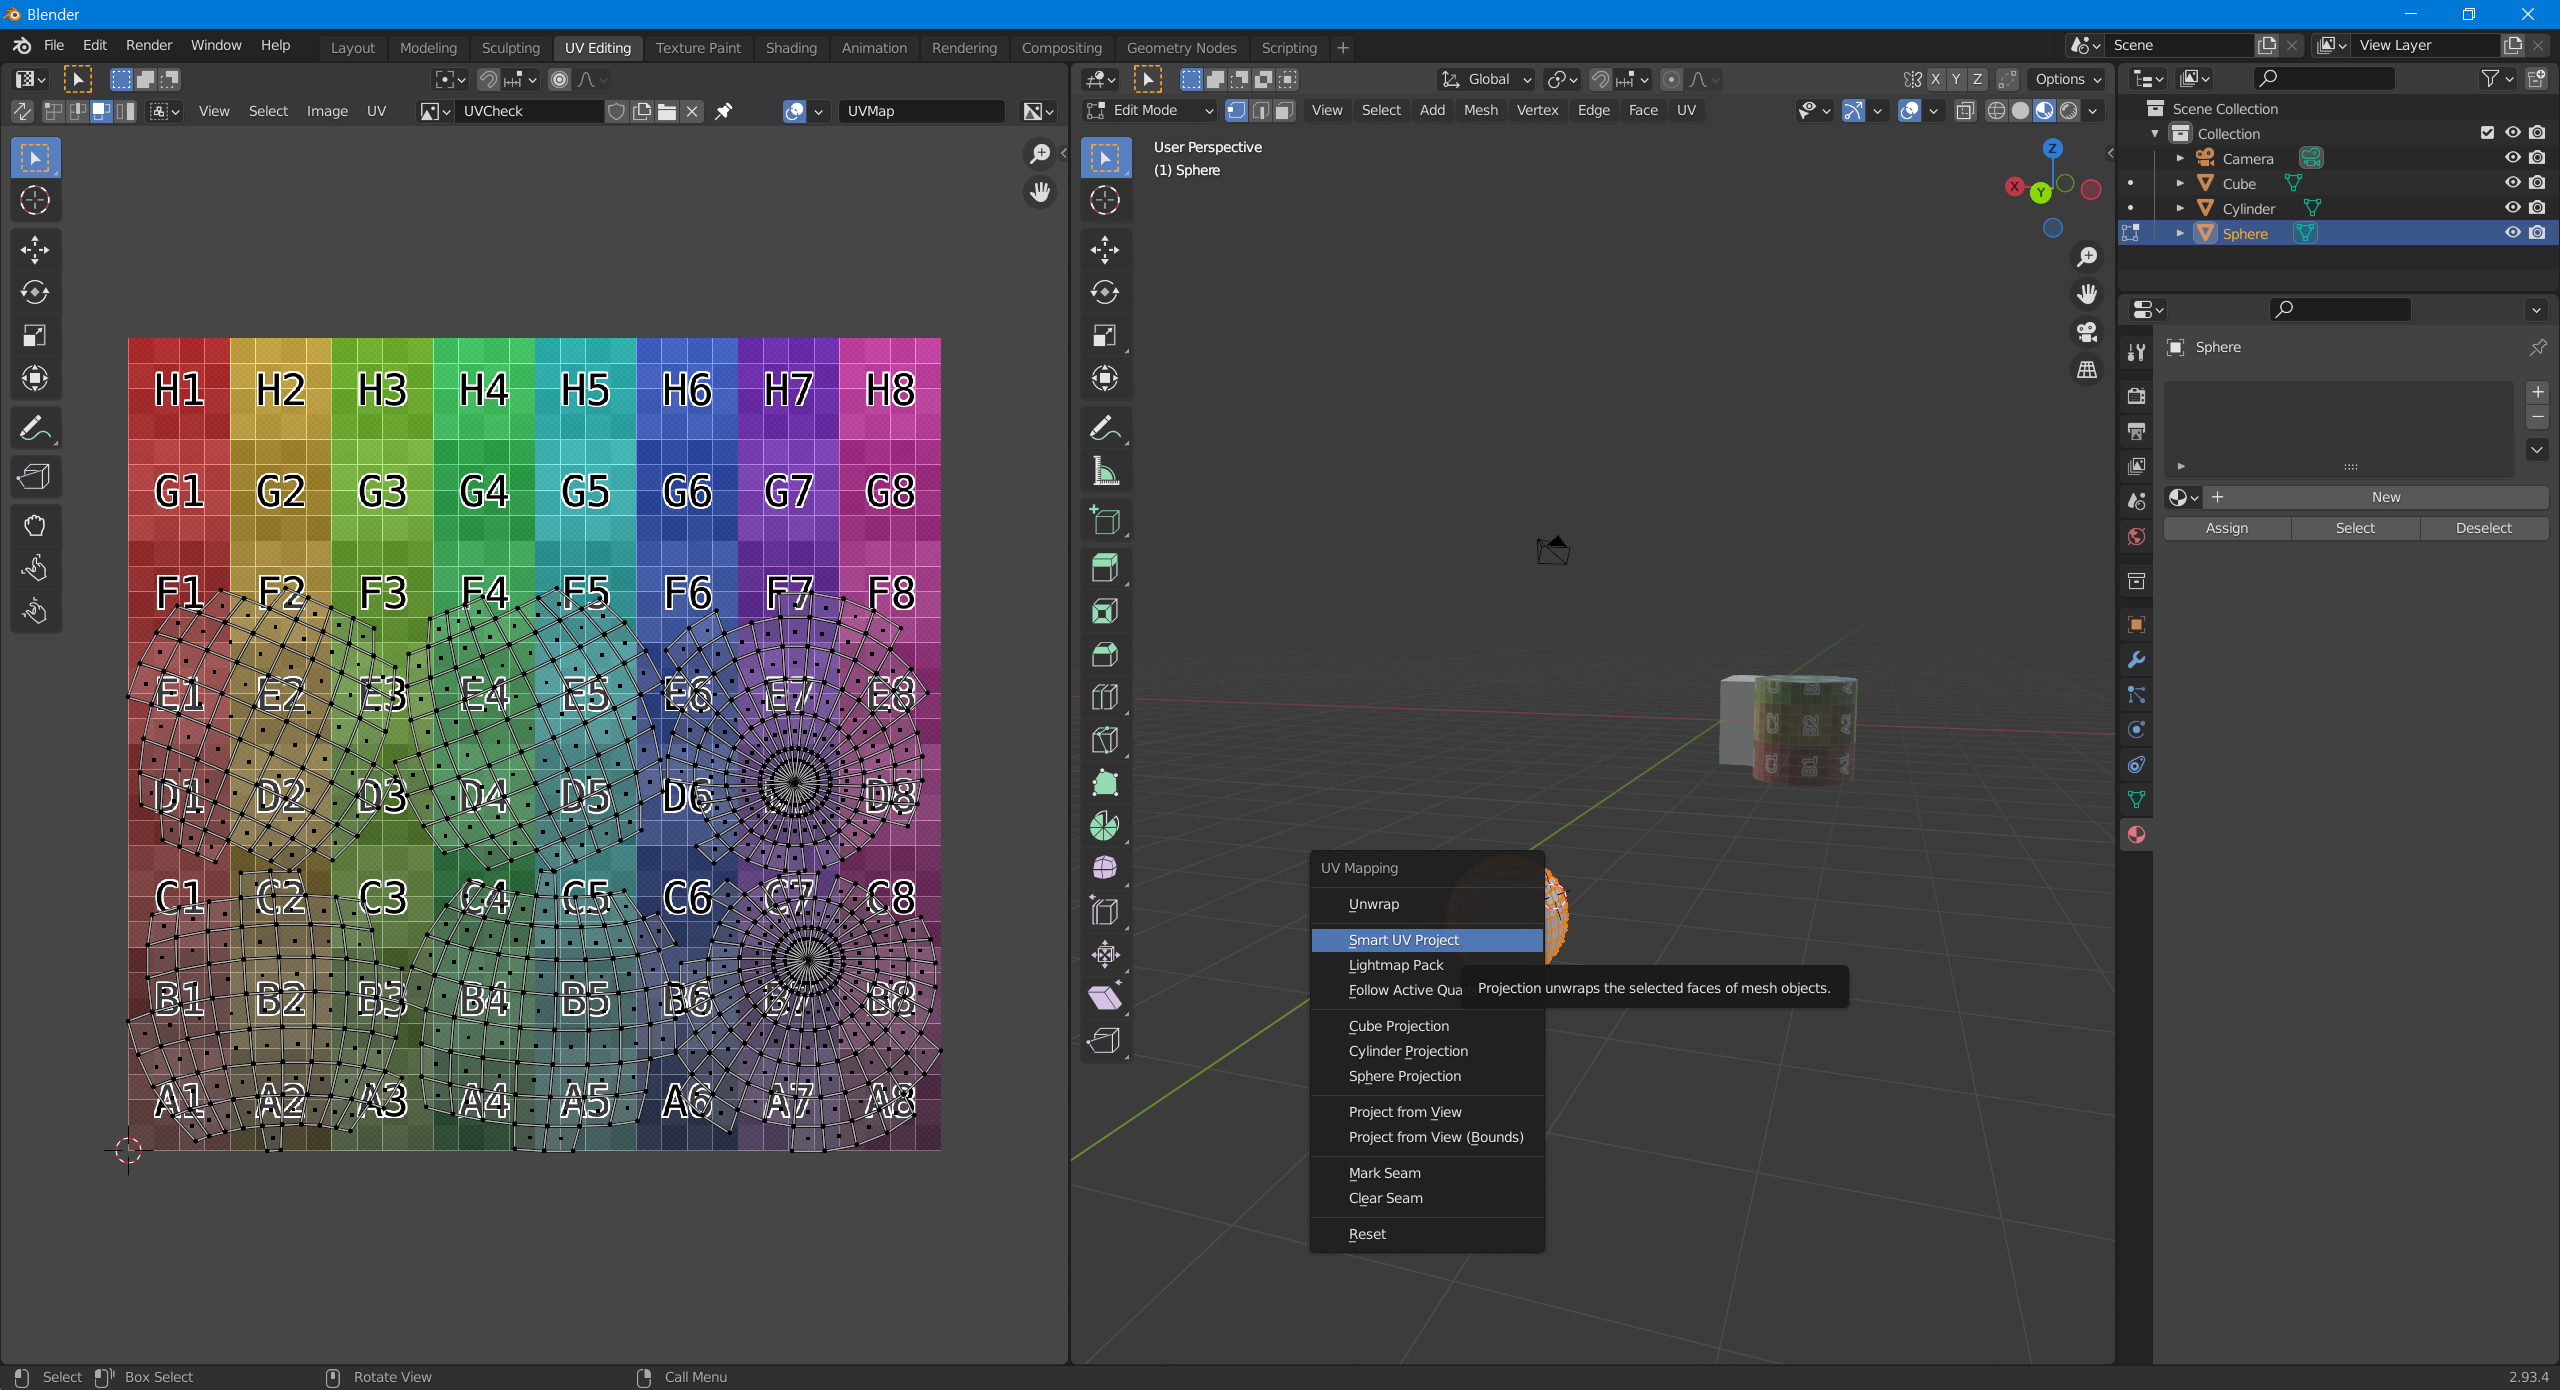 Blender
File Edit Render Window Help Layout Modeling Sculpting UV Editing Texture Paint Shading Animation Rendering Compositing Geometry Nodes Scripting + Scene View Layer
Global X Y Z Options
View Select Image UV UVCheck UVMap
Edit Mode View Select Add Mesh Vertex Edge Face UV
User Perspective
(1) Sphere
Z
X
Y
Scene Collection
Collection
Camera
Cube
Cylinder
Sphere
Sphere
+ New
Assign Select Deselect
H1 H2 H3 H4 H5 H6 H7 H8
G1 G2 G3 G4 G5 G6 G7 G8
F1 F2 F3 F4 F5 F6 F7 F8
E1 E2 E3 E4 E5 E6 E7 E8
D1 D2 D3 D4 D5 D6 D8
C1 C2 C3 C4 C5 C6 C7 C8
B1 B2 B3 B4 B5 B6 B7 B8
A1 A2 A3 A4 A5 A6 A7 A8
C2 B2 A2
C1 B1 A1
UV Mapping
Unwrap
Smart UV Project
Lightmap Pack
Follow Active
Projection unwraps the selected faces of mesh objects.
Cube Projection
Cylinder Projection
Sphere Projection
Project from View
Project from View (Bounds)
Mark Seam
Clear Seam
Reset
Select Box Select Rotate View Call Menu 2.93.4